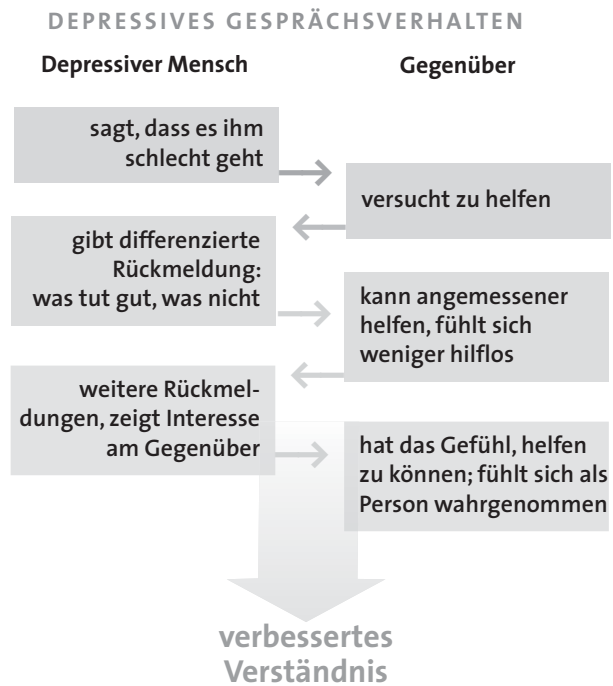 DEPRESSIVES GESPRÄCHSVERHALTEN
Depressiver Mensch
Gegenüber
sagt, dass es ihm
schlecht geht
versucht zu helfen
gibt differenzierte
Rückmeldung:
was tut gut, was nicht
kann angemessener
helfen, fühlt sich
weniger hilflos
weitere Rückmel-
dungen, zeigt Interesse
am Gegenüber
hat das Gefühl, helfen
zu können; fühlt sich als
Person wahrgenommen
verbessertes
Verständnis